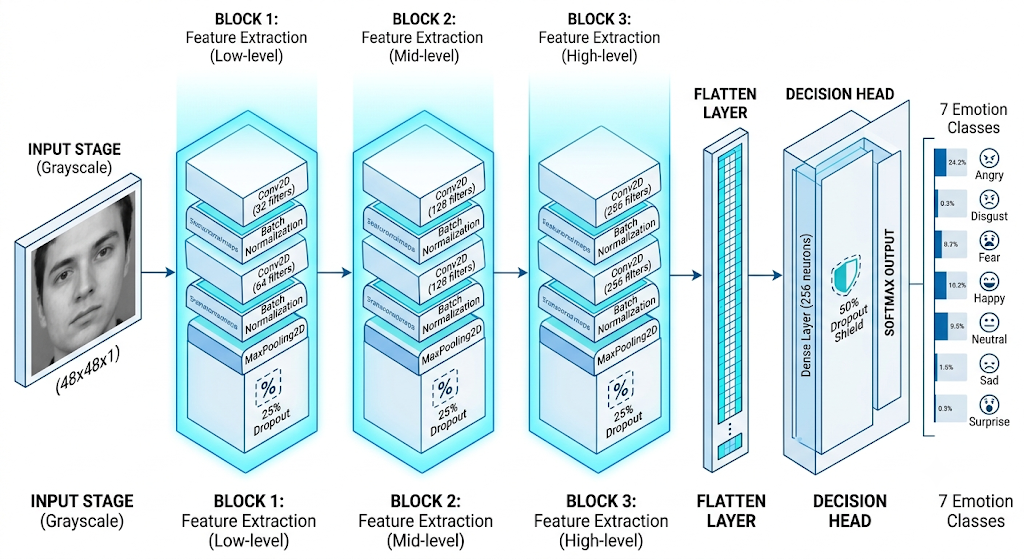 BLOCK 1:
Feature Extraction
(Low-level)
BLOCK 2:
Feature Extraction
(Mid-level)
BLOCK 3:
Feature Extraction
(High-level)
INPUT STAGE
(Grayscale)
(48x48x1)
Conv2D
(32 filters)
Batch
Normalization
Conv2D
(64 filters)
Batch
Normalization
MaxPooling2D
%
25%
Dropout
Conv2D
(128 filters)
Batch
Normalization
Conv2D
(128 filters)
Batch
Normalization
MaxPooling2D
%
25%
Dropout
Conv2D
(256 filters)
Batch
Normalization
Conv2D
(256 filters)
Batch
Normalization
MaxPooling2D
%
25%
Dropout
FLATTEN
LAYER
DECISION HEAD
Dense Layer (256 neurons)
50%
Dropout
Shield
SOFTMAX OUTPUT
7 Emotion
Classes
24.2%
Angry
0.3%
Disgust
Fear
Happy
9.5%
Neutral
1.5%
Sad
0.3%
Surprise
INPUT STAGE
(Grayscale)
BLOCK 1:
Feature Extraction
(Low-level)
BLOCK 2:
Feature Extraction
(Mid-level)
BLOCK 3:
Feature Extraction
(High-level)
FLATTEN
LAYER
DECISION
HEAD
7 Emotion
Classes